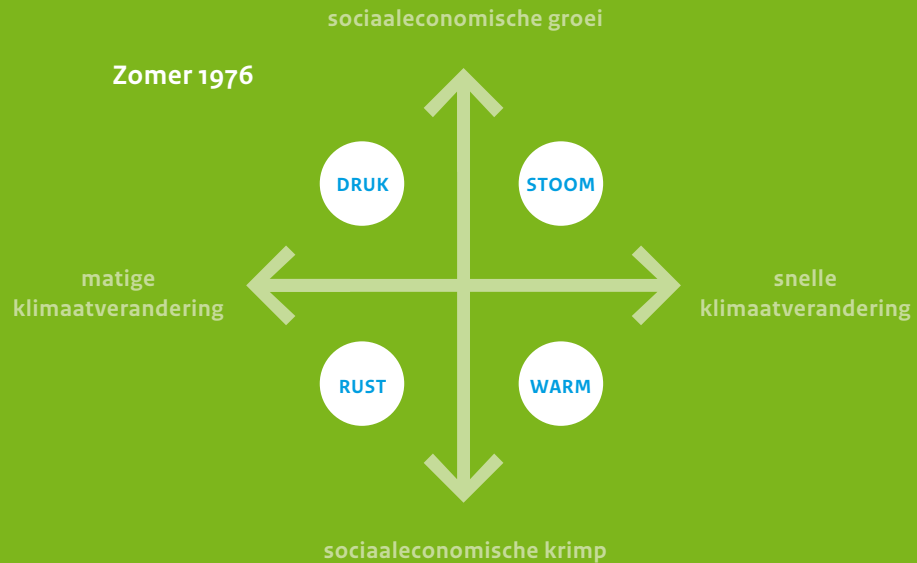 sociaaleconomische groei
Zomer 1976
DRUK
STOOM
matige
klimaatverandering
snelle
klimaatverandering
RUST
WARM
sociaaleconomische krimp